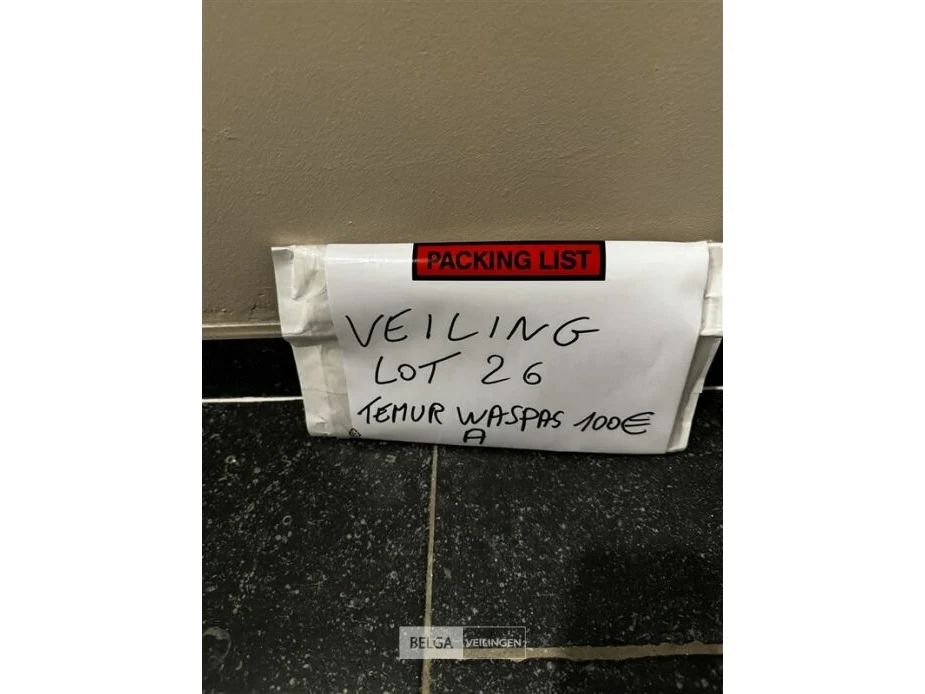 PACKING LIST
VEILING
LOT 26
TEMUR WASPAS 100€
A
BELGA VEILINGEN